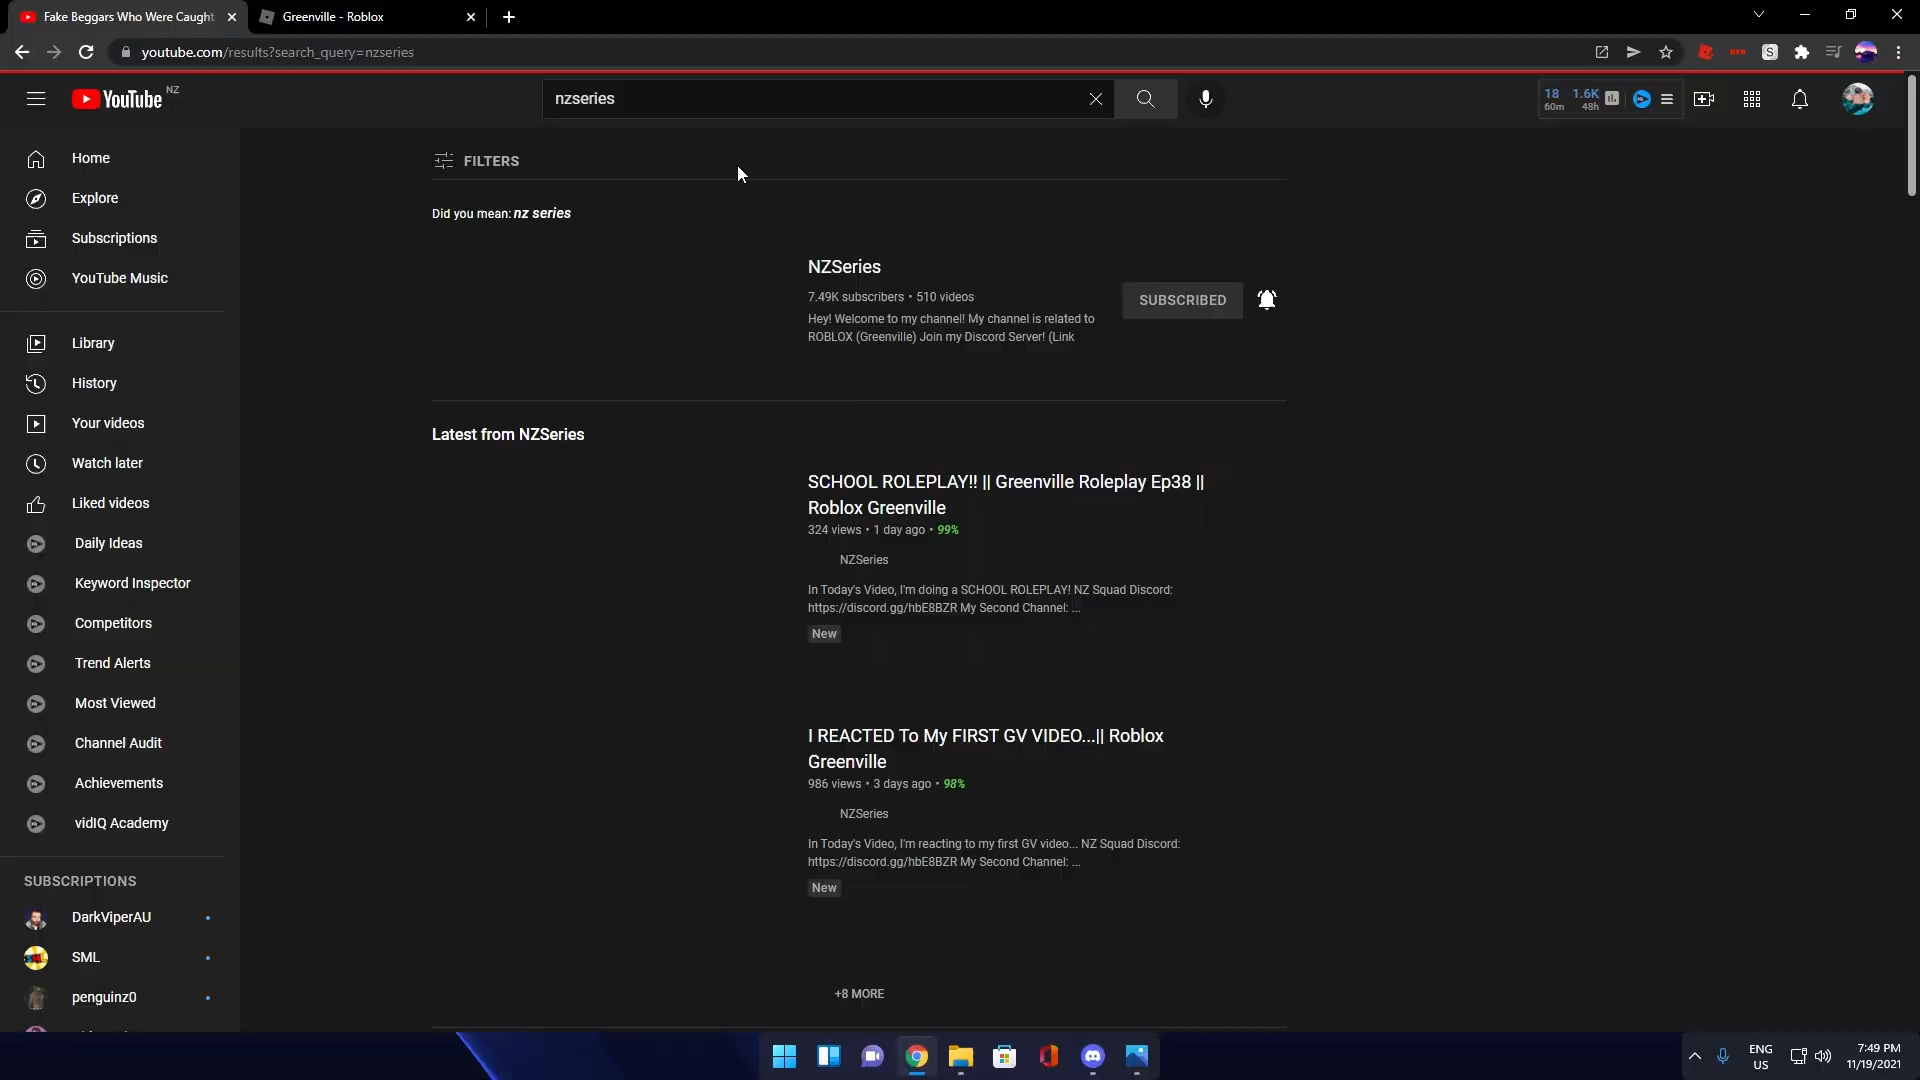 Fake Beggars Who Were Caught
Greenville - Roblox
youtube.com/results?search_query=nzseries
YouTube NZ
nzseries
18 60m 1.6K 48h
Home
Explore
Subscriptions
YouTube Music
Library
History
Your videos
Watch later
Liked videos
Daily Ideas
Keyword Inspector
Competitors
Trend Alerts
Most Viewed
Channel Audit
Achievements
vidIQ Academy
SUBSCRIPTIONS
DarkViperAU
SML
penguinz0
FILTERS
Did you mean: nz series
NZSeries
7.49K subscribers • 510 videos
Hey! Welcome to my channel! My channel is related to
ROBLOX (Greenville) Join my Discord Server! (Link
SUBSCRIBED
Latest from NZSeries
SCHOOL ROLEPLAY!! || Greenville Roleplay Ep38 ||
Roblox Greenville
324 views • 1 day ago • 99%
NZSeries
In Today's Video, I'm doing a SCHOOL ROLEPLAY! NZ Squad Discord:
https://discord.gg/hbE8BZR My Second Channel: ...
New
I REACTED To My FIRST GV VIDEO...|| Roblox
Greenville
986 views • 3 days ago • 98%
NZSeries
In Today's Video, I'm reacting to my first GV video... NZ Squad Discord:
https://discord.gg/hbE8BZR My Second Channel: ...
New
+8 MORE
ENG
US
7:49 PM
11/19/2021